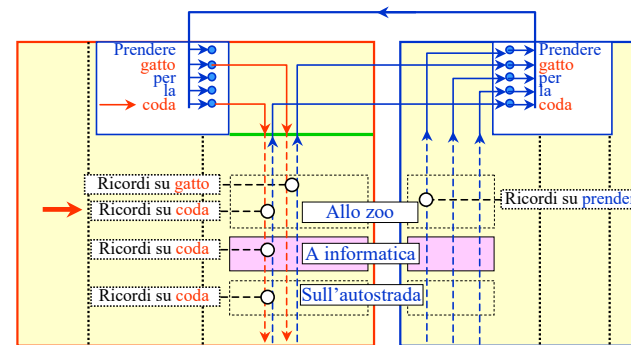 Prendere
gatto
per
la
coda
Prendere
gatto
per
la
coda
Ricordi su gatto
Ricordi su coda
Allo zoo
Ricordi su prender
Ricordi su coda
A informatica
Ricordi su coda
Sull'autostrada